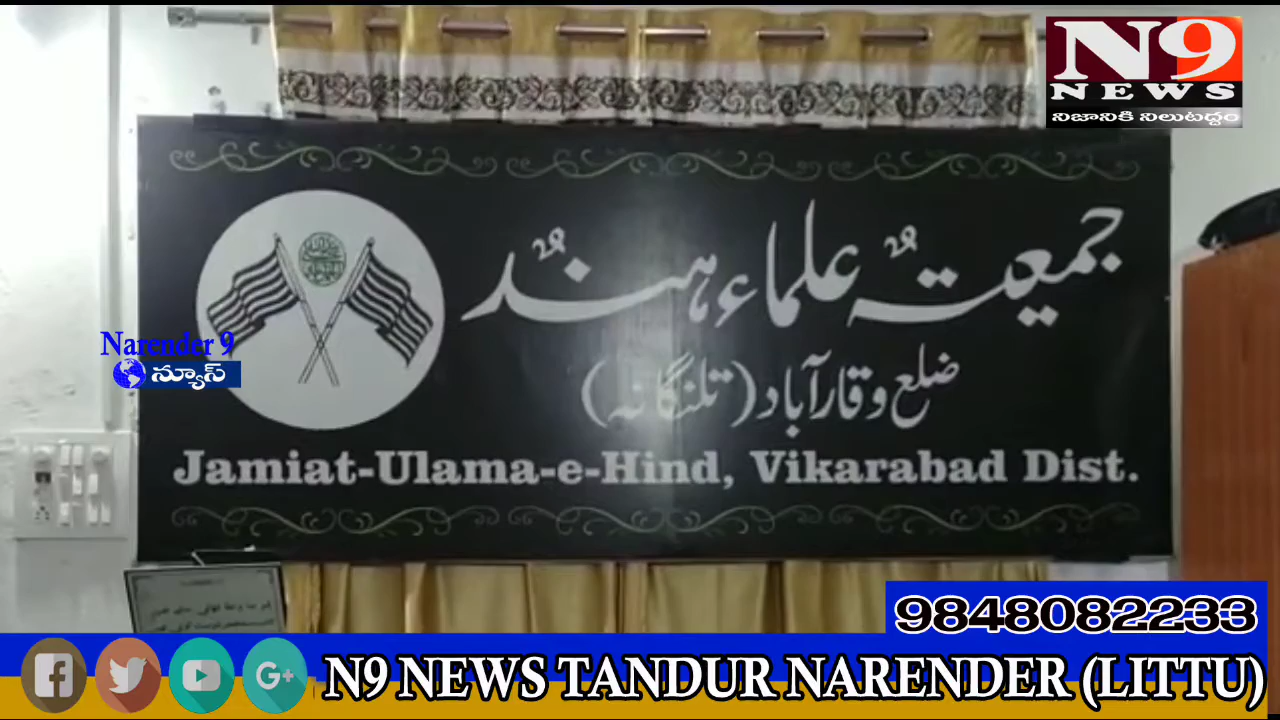 N9
NEWS
నిజానికి నిలుటద్దం
جمعیتہ علماء ہند
ضلع وقارآباد (تلنگانہ)
Jamiat-Ulama-e-Hind, Vikarabad Dist.
Narender 9
న్యూస్
9848082233
N9 NEWS TANDUR NARENDER (LITTU)